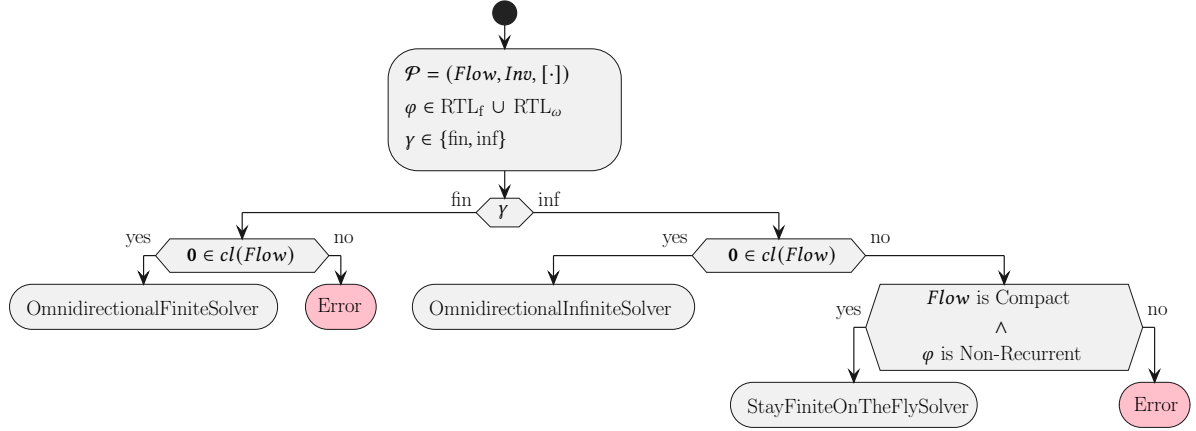 𝒫 = (Flow, Inv, [·])
φ ∈ RTL_f ∪ RTL_ω
γ ∈ {fin, inf}
fin
γ
inf
yes
0 ∈ cl(Flow)
no
yes
0 ∈ cl(Flow)
no
OmnidirectionalFiniteSolver
Error
OmnidirectionalInfiniteSolver
yes
Flow is Compact
∧
φ is Non-Recurrent
no
StayFiniteOnTheFlySolver
Error